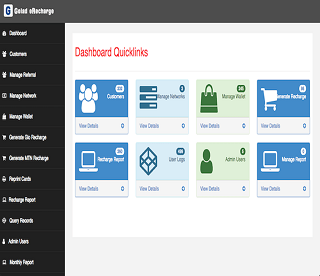 G Goiad eRecharge
Dashboard
Customers
Manage Referral
Manage Network
Manage Wallet
Generate Glo Recharge
Generate MTN Recharge
Reprint Cards
Recharge Report
Query Records
Admin Users
Monthly Report
Dashboard Quicklinks
Customers
Manage Networks
Manage Wallet
Generate Recharge
View Details
View Details
View Details
View Details
Recharge Report
User Logs
Admin Users
Manage Report
View Details
View Details
View Details
View Details